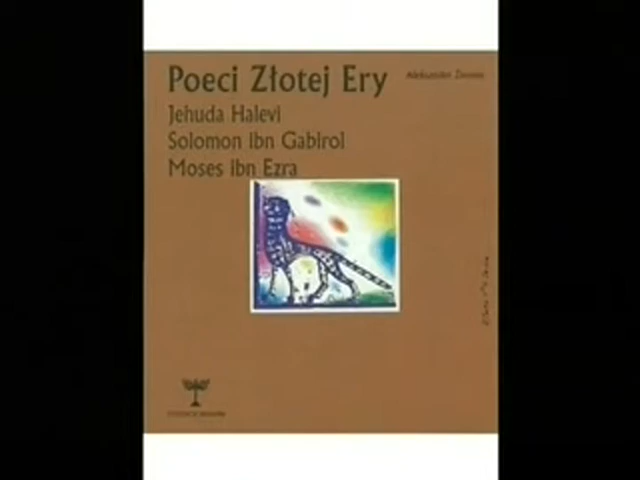 Poeci Złotej Ery
Jehuda Halevi
Solomon ibn Gabirol
Moses ibn Ezra